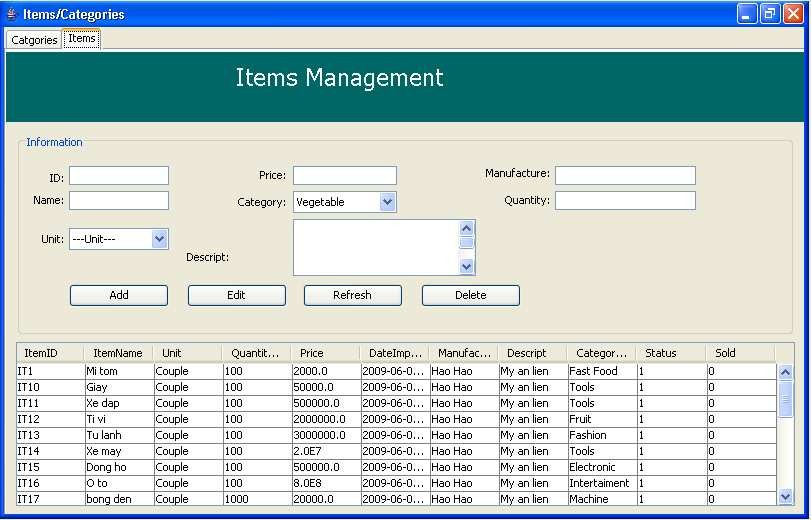 Items/Categories
Catgories Items
Items Management
Information
ID: Price: Manufacture:
Name: Category: Vegetable Quantity:
Unit: ---Unit---
Descript:
Add Edit Refresh Delete
ItemID ItemName Unit Quantit... Price DateImp... Manufac... Descript Categor... Status Sold
IT1 Mi tom Couple 100 2000.0 2009-06-0... Hao Hao My an lien Fast Food 1 0
IT10 Giay Couple 100 50000.0 2009-06-0... Hao Hao My an lien Tools 1 0
IT11 Xe dap Couple 100 500000.0 2009-06-0... Hao Hao My an lien Tools 1 0
IT12 Ti vi Couple 100 2000000.0 2009-06-0... Hao Hao My an lien Fruit 1 0
IT13 Tu lanh Couple 100 3000000.0 2009-06-0... Hao Hao My an lien Fashion 1 0
IT14 Xe may Couple 100 2.0E7 2009-06-0... Hao Hao My an lien Tools 1 0
IT15 Dong ho Couple 100 500000.0 2009-06-0... Hao Hao My an lien Electronic 1 0
IT16 O to Couple 100 8.0E8 2009-06-0... Hao Hao My an lien Intertaiment 1 0
IT17 bong den Couple 1000 20000.0 2009-06-0... Hao Hao My an lien Machine 1 0